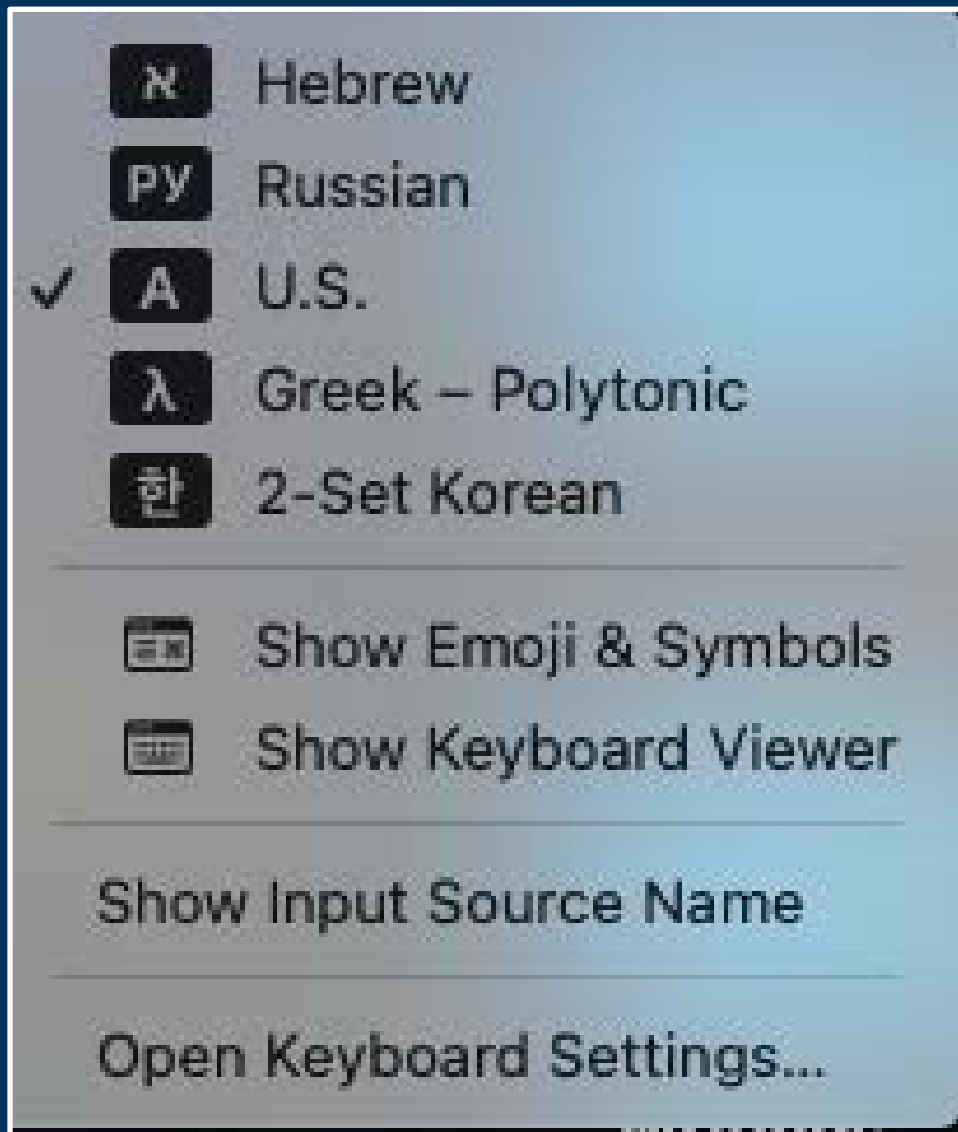 א Hebrew
РУ Russian
✓ A U.S.
λ Greek – Polytonic
한 2-Set Korean
Show Emoji & Symbols
Show Keyboard Viewer
Show Input Source Name
Open Keyboard Settings...